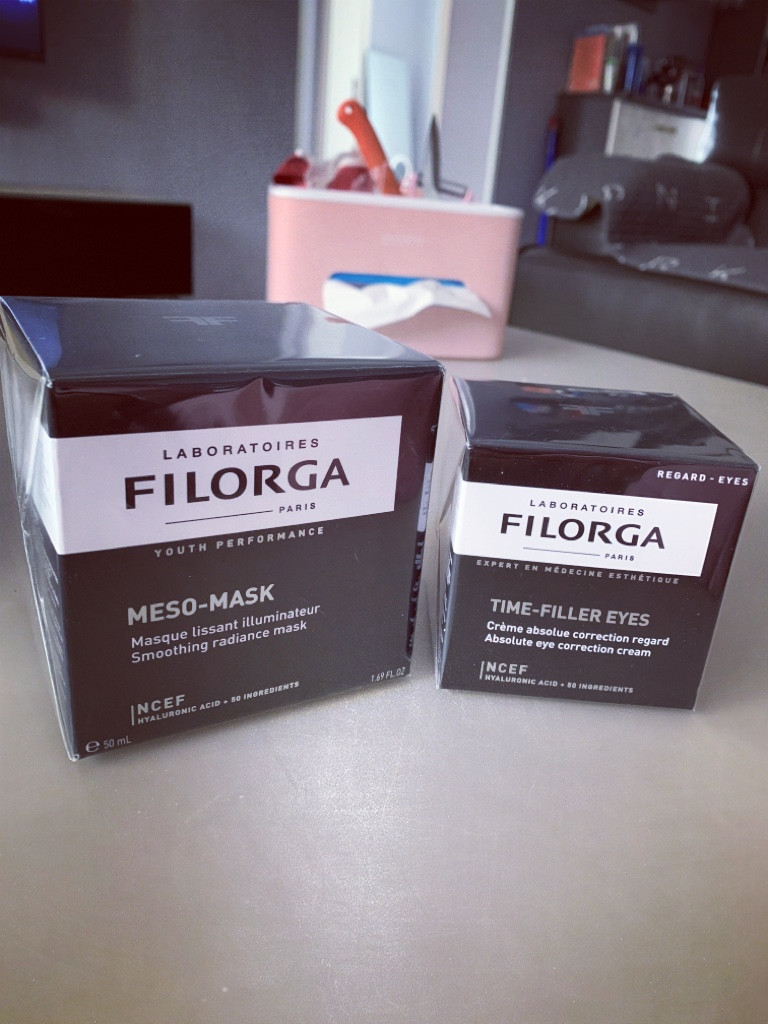 LABORATOIRES
FILORGA
PARIS
YOUTH PERFORMANCE
MESO-MASK
Masque lissant illuminateur
Smoothing radiance mask
NCEF
HYALURONIC ACID + 50 INGREDIENTS
1.69 FL.OZ
e 50 mL
REGARD - EYES
LABORATOIRES
FILORGA
PARIS
EXPERT EN MÉDECINE ESTHÉTIQUE
TIME-FILLER EYES
Crème absolue correction regard
Absolute eye correction cream
NCEF
HYALURONIC ACID + 50 INGREDIENTS